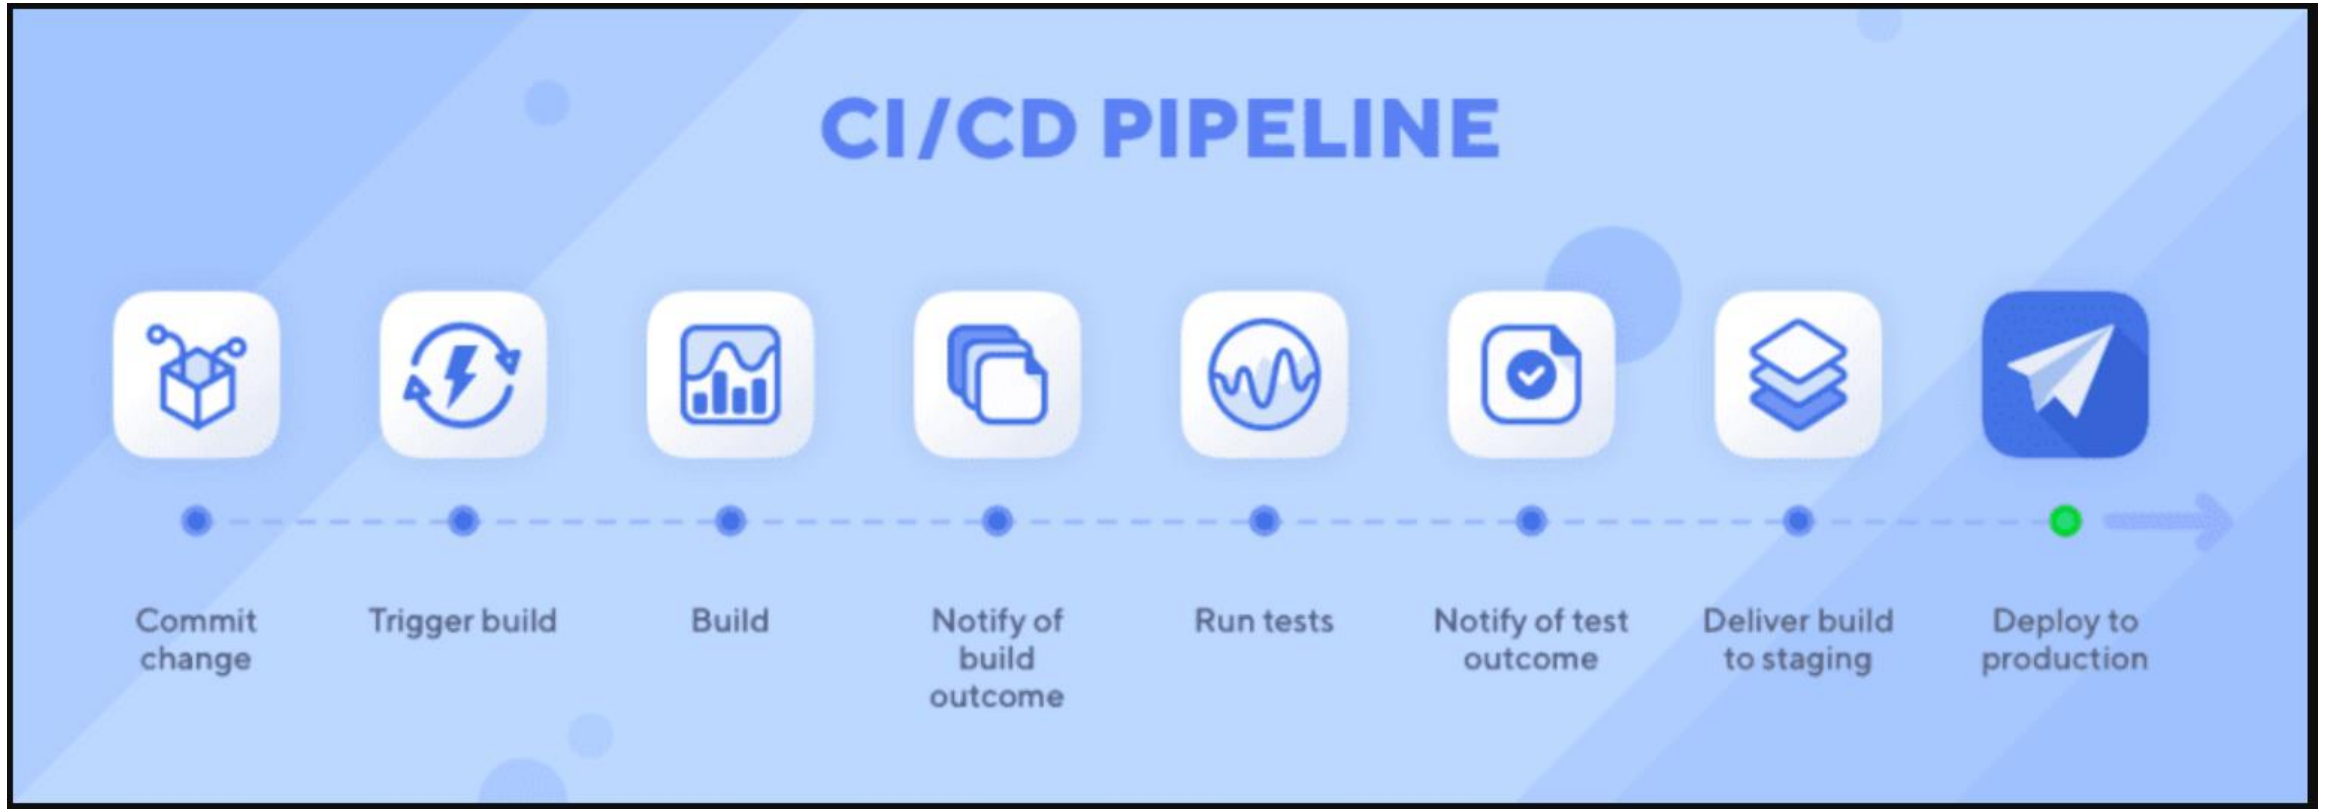 CI/CD PIPELINE
Commit
change
Trigger build
Build
Notify of
build
outcome
Run tests
Notify of test
outcome
Deliver build
to staging
Deploy to
production